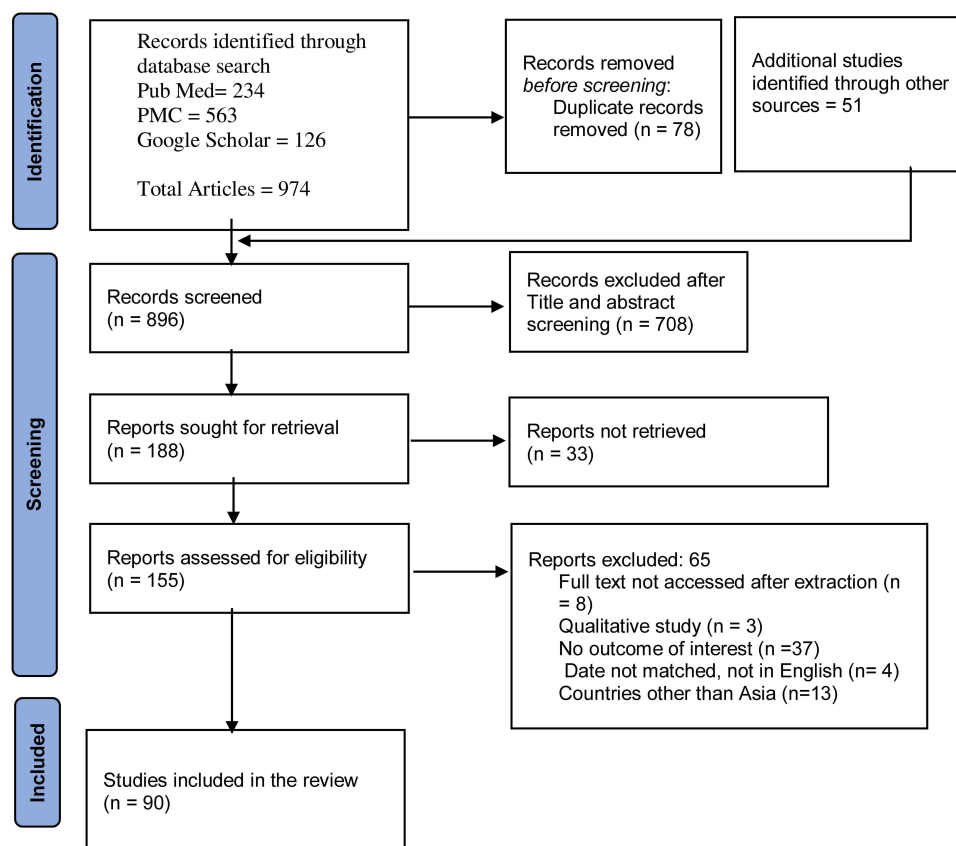 Identification
Records identified through
database search
Pub Med= 234
PMC = 563
Google Scholar = 126
Total Articles = 974
Records removed
before screening:
Duplicate records
removed (n = 78)
Additional studies
identified through other
sources = 51
Screening
Records screened
(n = 896)
Records excluded after
Title and abstract
screening (n = 708)
Reports sought for retrieval
(n = 188)
Reports not retrieved
(n = 33)
Reports assessed for eligibility
(n = 155)
Reports excluded: 65
Full text not accessed after extraction (n
= 8)
Qualitative study (n = 3)
No outcome of interest (n =37)
Date not matched, not in English (n= 4)
Countries other than Asia (n=13)
Included
Studies included in the review
(n = 90)